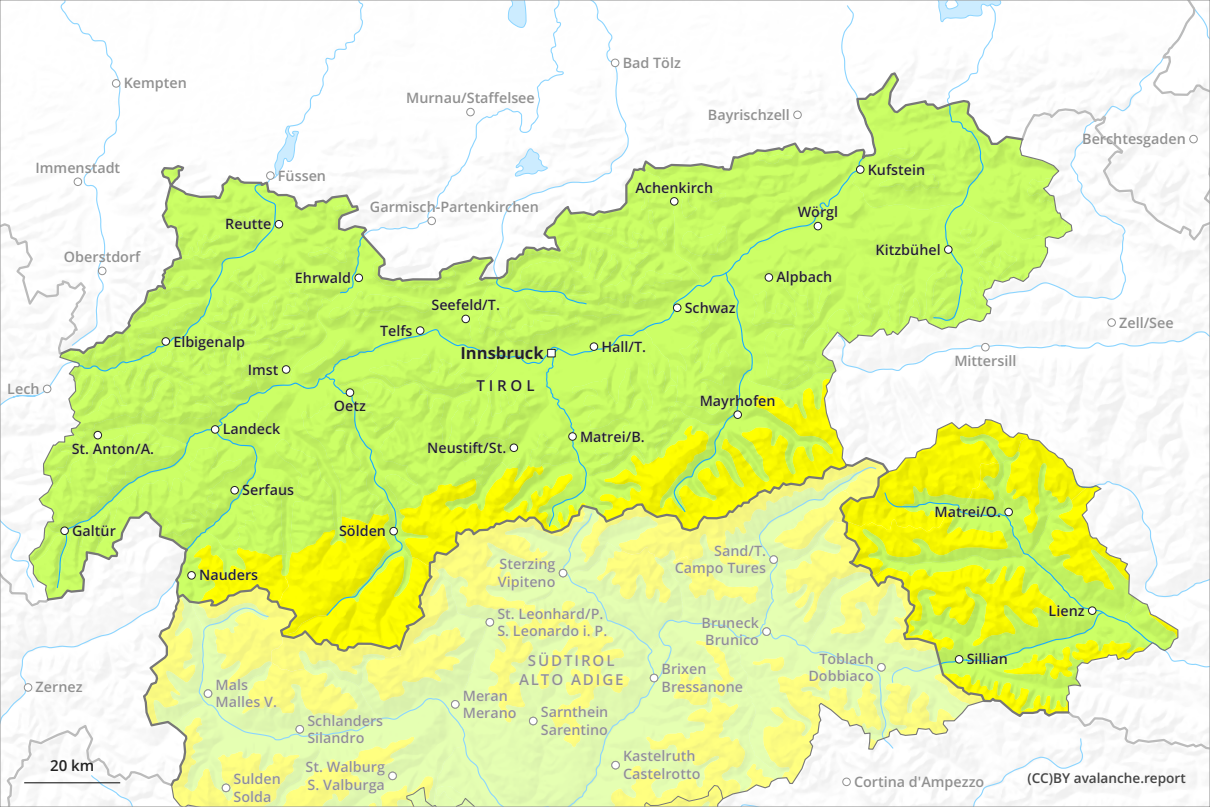 Kempten
Bad Tölz
Murnau/Staffelsee
Bayrischzell
Berchtesgaden
Immenstadt
Füssen
Kufstein
Achenkirch
Garmisch-Partenkirchen
Wörgl
Reutte
Kitzbühel
Oberstdorf
Ehrwald
Alpbach
Seefeld/T.
Schwaz
Zell/See
Telfs
Elbigenalp
Innsbruck
Hall/T.
Mittersill
Imst
TIROL
Lech
Oetz
Mayrhofen
Landeck
Matrei/B.
St. Anton/A.
Neustift/St.
Serfaus
Matrei/O.
Galtür
Sölden
Sand/T.
Campo Tures
Sterzing
Vipiteno
Nauders
St. Leonhard/P.
S. Leonardo i. P.
Lienz
Bruneck
Brunico
SÜDTIROL
ALTO ADIGE
Sillian
Toblach
Dobbiaco
Brixen
Bressanone
Zernez
Mals
Malles V.
Meran
Merano
Sarnthein
Sarentino
Schlanders
Silandro
Kastelruth
Castelrotto
St. Walburg
S. Valburga
20 km
Sulden
Solda
Cortina d'Ampezzo
(CC)BY avalanche.report